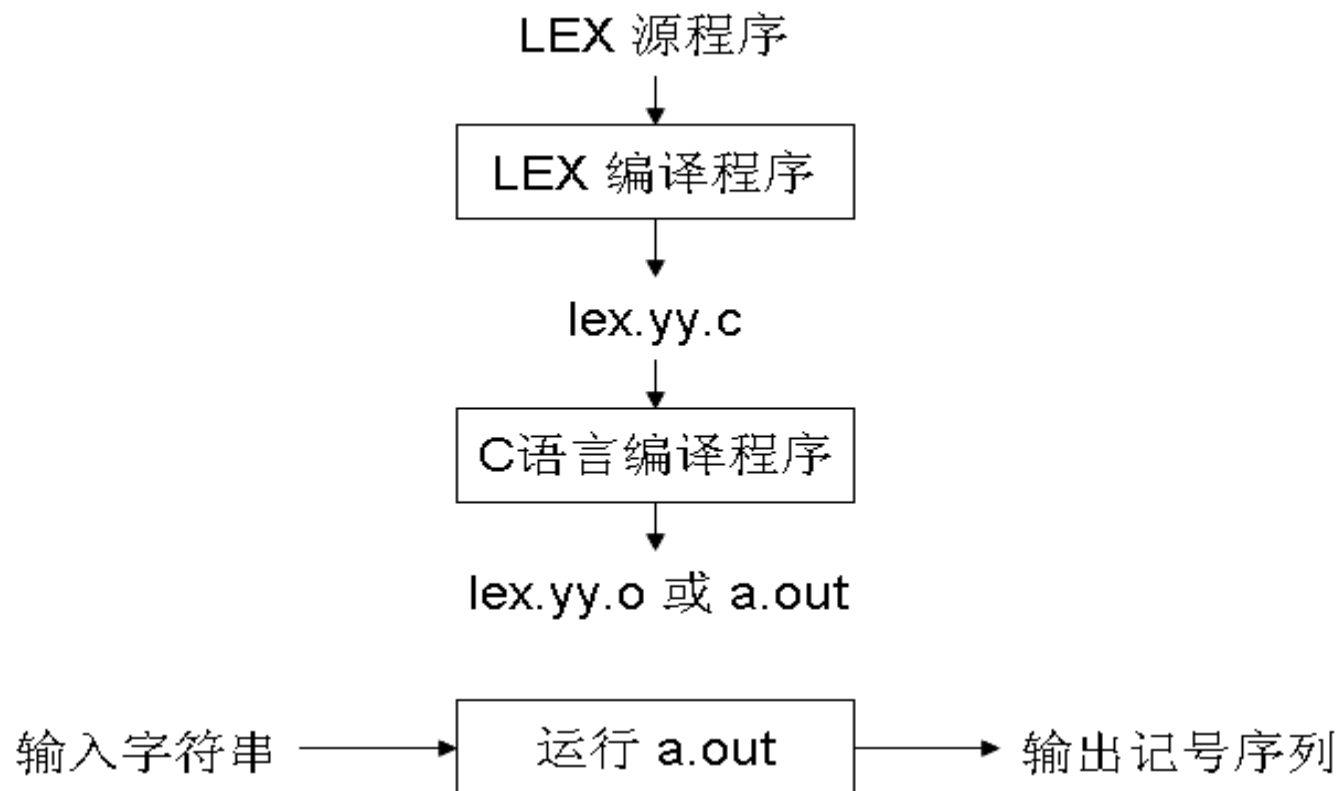 LEX 源程序
LEX 编译程序
lex.yy.c
C语言编译程序
lex.yy.o 或 a.out
输入字符串
运行 a.out
输出记号序列